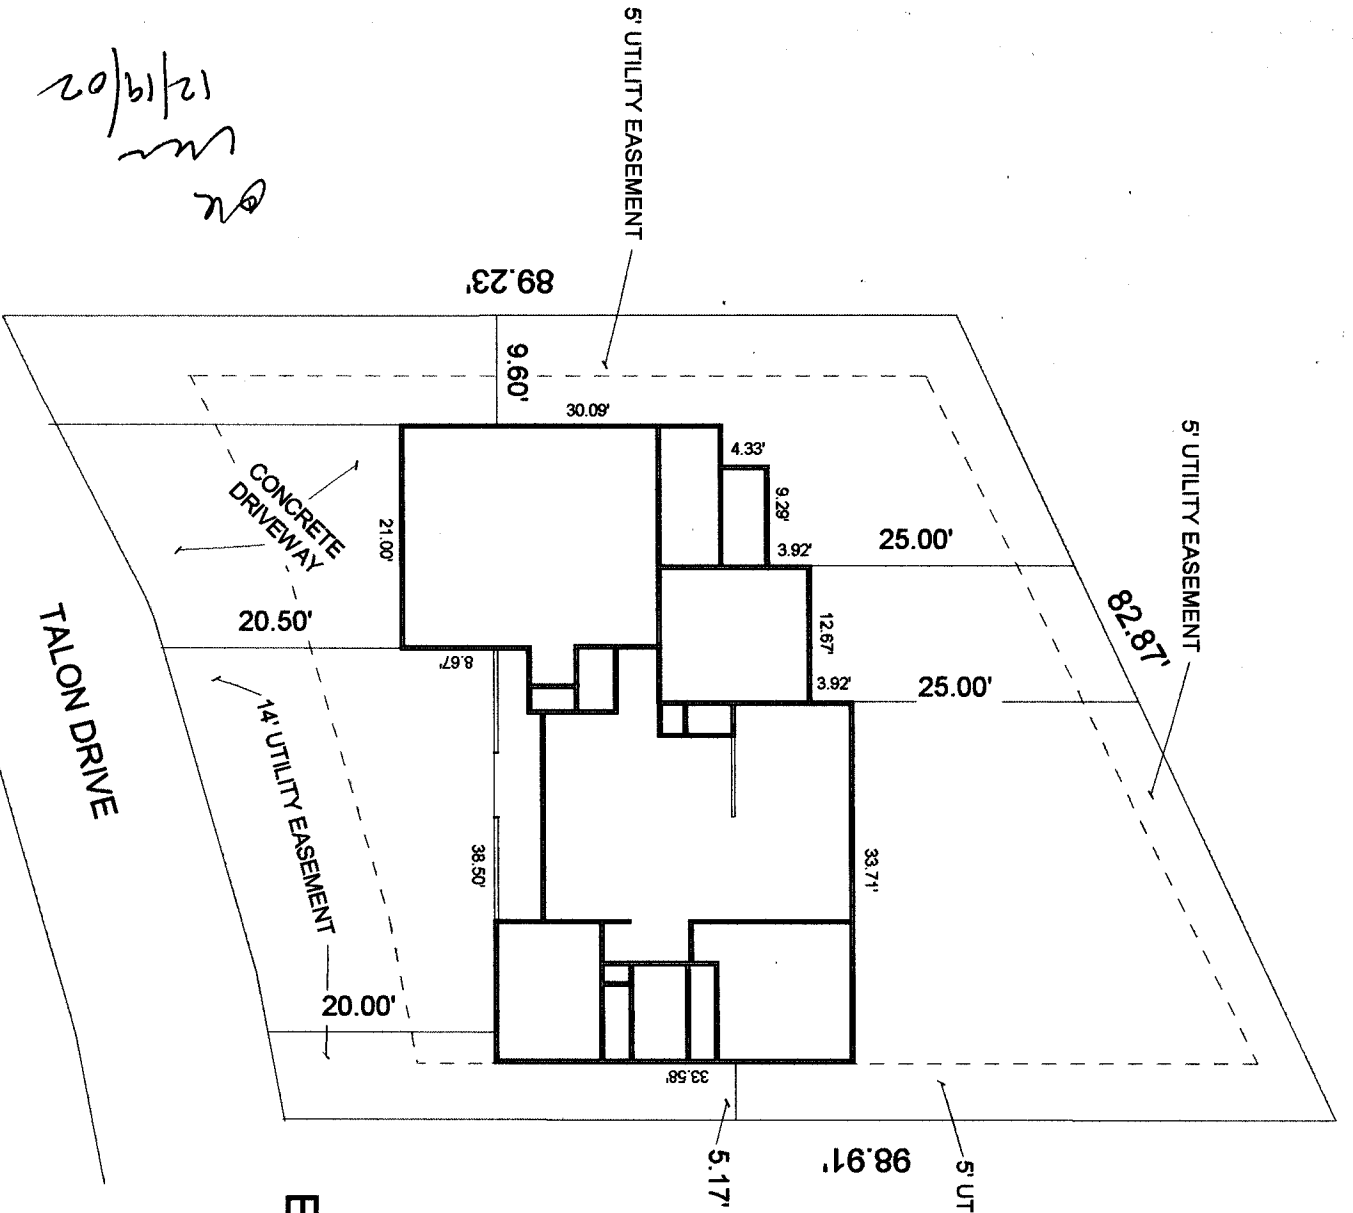 5' UTILITY EASEMENT
12/19/02
OK
89.23'
9.60'
30.09'
4.33'
9.29'
3.92'
25.00'
5' UTILITY EASEMENT
82.87'
CONCRETE
DRIVEWAY
21.00'
20.50'
8.67'
12.67'
3.92'
25.00'
TALON DRIVE
14' UTILITY EASEMENT
38.50'
33.71'
20.00'
33.58'
5.17'
98.91'
5' UT
E